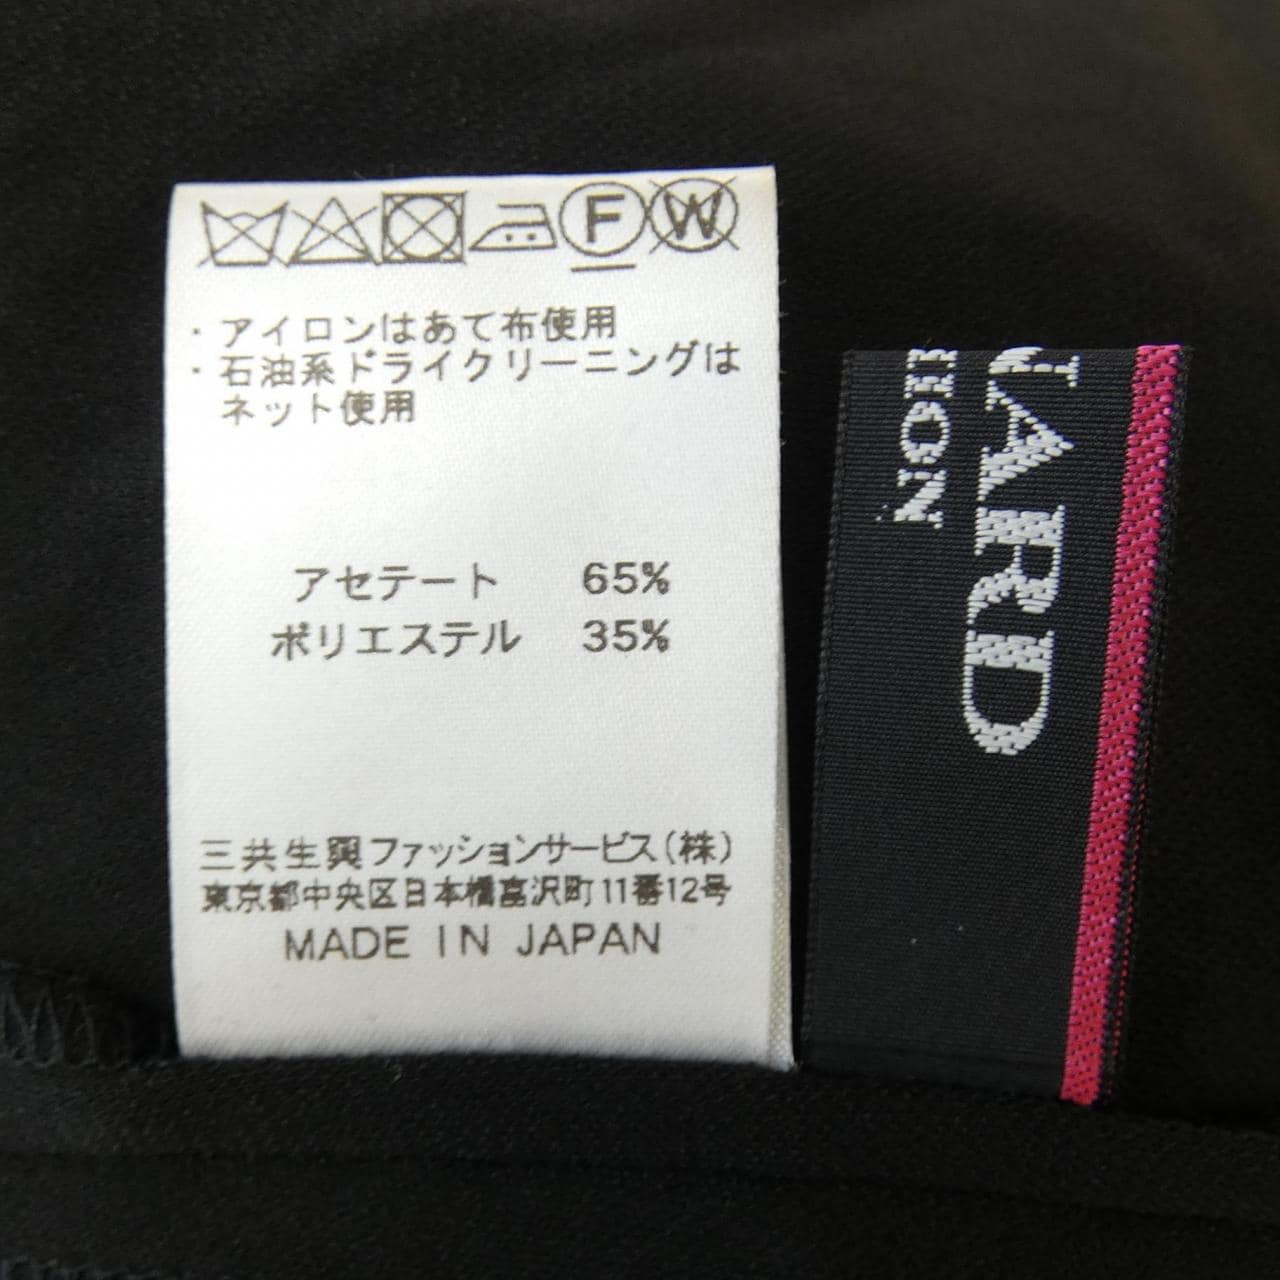 F W
・アイロンはあて布使用
・石油系ドライクリーニングは
ネット使用
アセテート 65%
ポリエステル 35%
三共生興ファッションサービス(株)
東京都中央区日本橋富沢町11番12号
MADE IN JAPAN